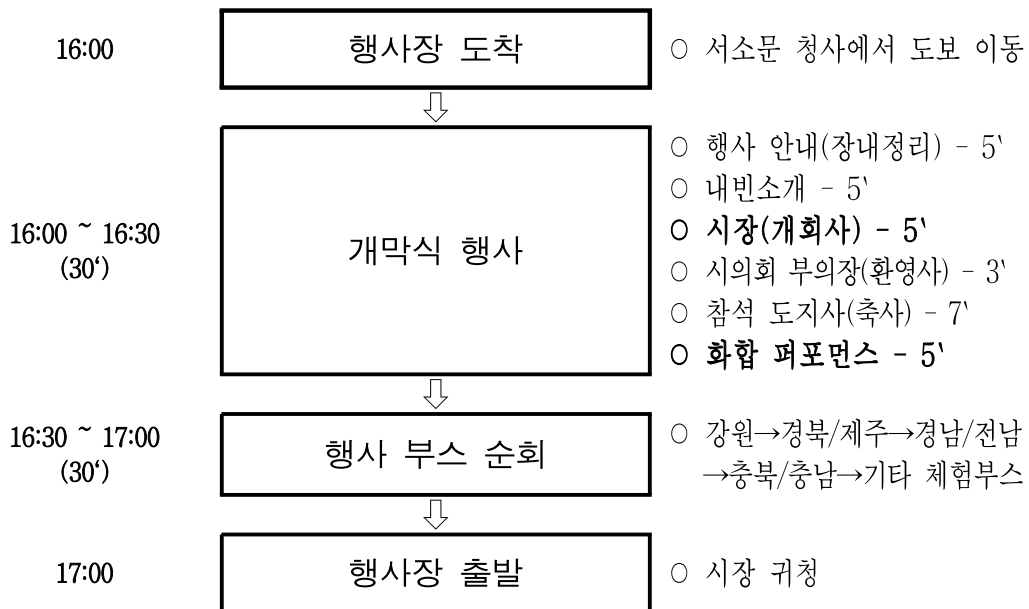 16:00
행사장 도착
○ 서소문 청사에서 도보 이동
⇩
16:00 ~ 16:30
(30‘)
개막식 행사
○ 행사 안내(장내정리) - 5‵
○ 내빈소개 - 5‵
○ 시장(개회사) - 5‵
○ 시의회 부의장(환영사) - 3‵
○ 참석 도지사(축사) - 7‵
○ 화합 퍼포먼스 - 5‵
⇩
16:30 ~ 17:00
(30‘)
행사 부스 순회
○ 강원→경북/제주→경남/전남
→충북/충남→기타 체험부스
⇩
17:00
행사장 출발
○ 시장 귀청